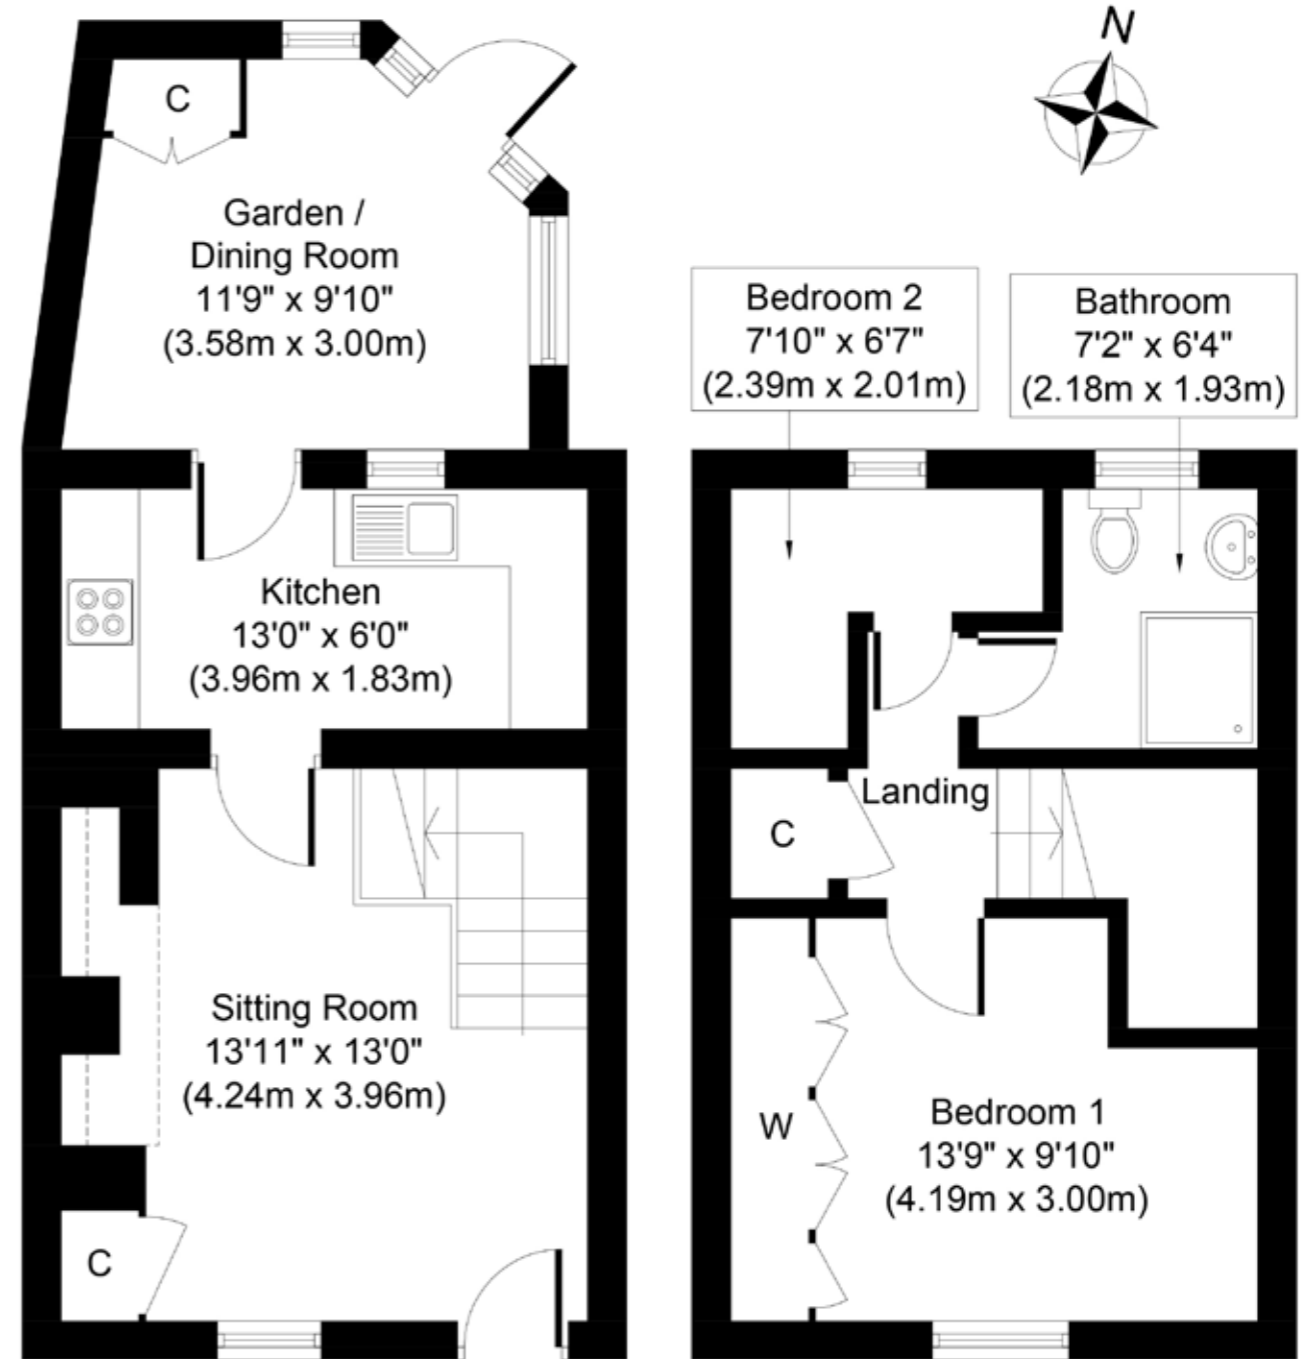 N
C
Garden /
Dining Room
11'9" x 9'10"
(3.58m x 3.00m)
Kitchen
13'0" x 6'0"
(3.96m x 1.83m)
Sitting Room
13'11" x 13'0"
(4.24m x 3.96m)
C
Bedroom 2
7'10" x 6'7"
(2.39m x 2.01m)
Bathroom
7'2" x 6'4"
(2.18m x 1.93m)
Landing
C
W
Bedroom 1
13'9" x 9'10"
(4.19m x 3.00m)